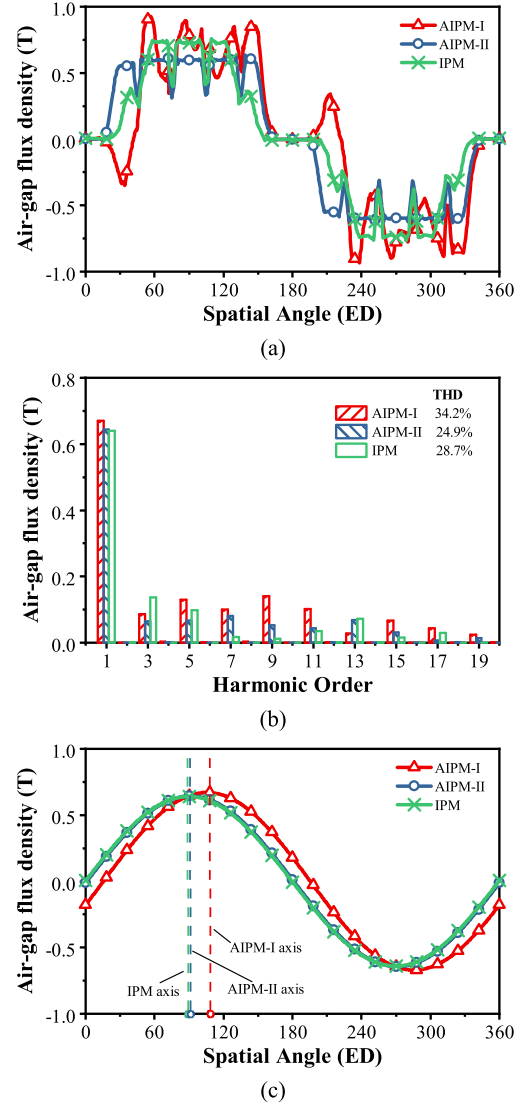 1.0
0.5
0.0
-0.5
-1.0
Air-gap flux density (T)
AIPM-I
AIPM-II
IPM
0 60 120 180 240 300 360
Spatial Angle (ED)
(a)
0.8
0.6
0.4
0.2
0.0
Air-gap flux density (T)
THD
AIPM-I 34.2%
AIPM-II 24.9%
IPM 28.7%
1 3 5 7 9 11 13 15 17 19
Harmonic Order
(b)
1.0
0.5
0.0
-0.5
-1.0
Air-gap flux density (T)
AIPM-I
AIPM-II
IPM
AIPM-I axis
IPM axis
AIPM-II axis
0 60 120 180 240 300 360
Spatial Angle (ED)
(c)